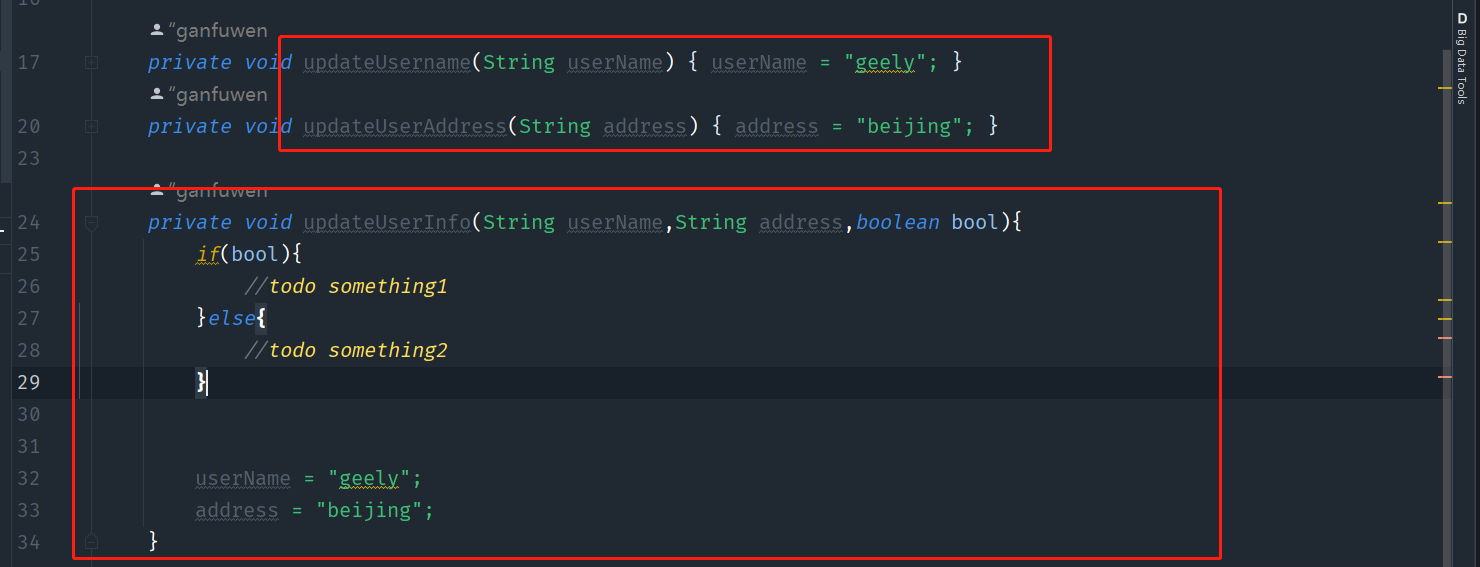 "ganfuwen
17 private void updateUsername(String userName) { userName = "geely"; }
"ganfuwen
20 private void updateUserAddress(String address) { address = "beijing"; }
23
"ganfuwen
24 private void updateUserInfo(String userName,String address,boolean bool){
25 if(bool){
26 //todo something1
27 }else{
28 //todo something2
29 }
30
31
32 userName = "geely";
33 address = "beijing";
34 }
D
Big Data Tools